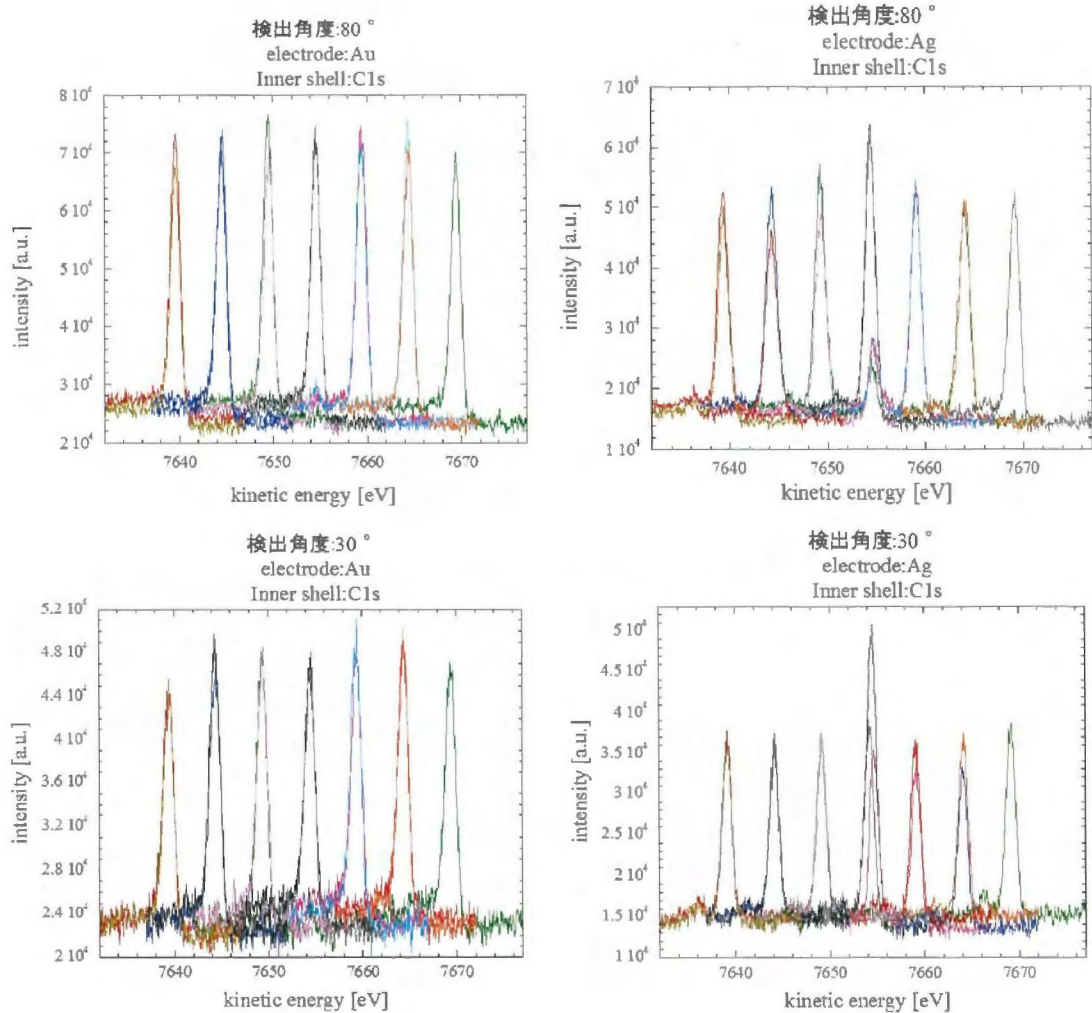 検出角度:80 °
electrode:Au
Inner shell:C1s
8 10⁴
7 10⁴
6 10⁴
5 10⁴
4 10⁴
3 10⁴
2 10⁴
intensity [a.u.]
7640 7650 7660 7670
kinetic energy [eV]
検出角度:80 °
electrode:Ag
Inner shell:C1s
7 10⁴
6 10⁴
5 10⁴
4 10⁴
3 10⁴
2 10⁴
1 10⁴
intensity [a.u.]
7640 7650 7660 7670
kinetic energy [eV]
検出角度:30 °
electrode:Au
Inner shell:C1s
5.2 10⁴
4.8 10⁴
4.4 10⁴
4 10⁴
3.6 10⁴
3.2 10⁴
2.8 10⁴
2.4 10⁴
2 10⁴
intensity [a.u.]
7640 7650 7660 7670
kinetic energy [eV]
検出角度:30 °
electrode:Ag
Inner shell:C1s
5 10⁴
4.5 10⁴
4 10⁴
3.5 10⁴
3 10⁴
2.5 10⁴
2 10⁴
1.5 10⁴
1 10⁴
intensity [a.u.]
7640 7650 7660 7670
kinetic energy [eV]